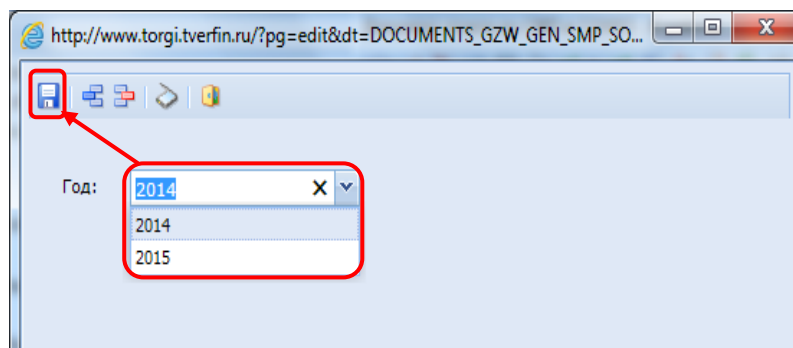 http://www.torgi.tverfin.ru/?pg=edit&dt=DOCUMENTS_GZW_GEN_SMP_SO...
Год: 2014
2014
2015